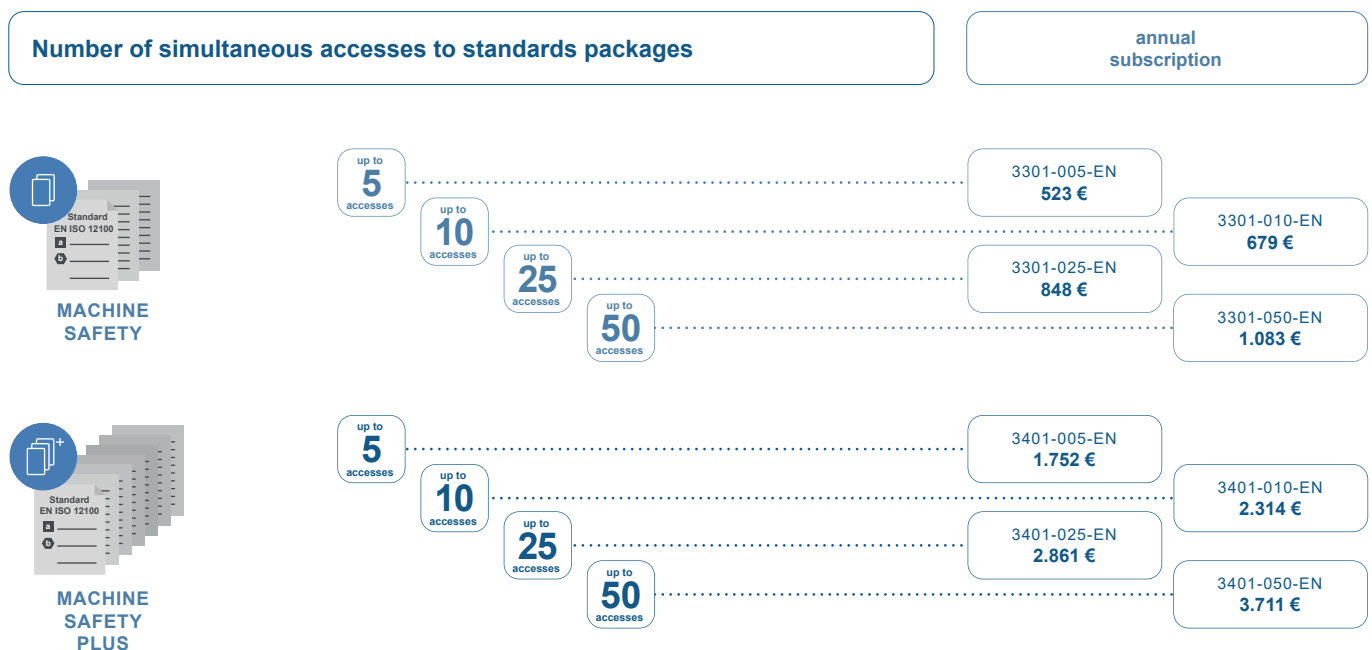 Number of simultaneous accesses to standards packages
annual
subscription
Standard
EN ISO 12100
a
b
MACHINE
SAFETY
up to
5
accesses
3301-005-EN
523 €
up to
10
accesses
3301-010-EN
679 €
up to
25
accesses
3301-025-EN
848 €
up to
50
accesses
3301-050-EN
1.083 €
Standard
EN ISO 12100
a
b
MACHINE
SAFETY
PLUS
up to
5
accesses
3401-005-EN
1.752 €
up to
10
accesses
3401-010-EN
2.314 €
up to
25
accesses
3401-025-EN
2.861 €
up to
50
accesses
3401-050-EN
3.711 €